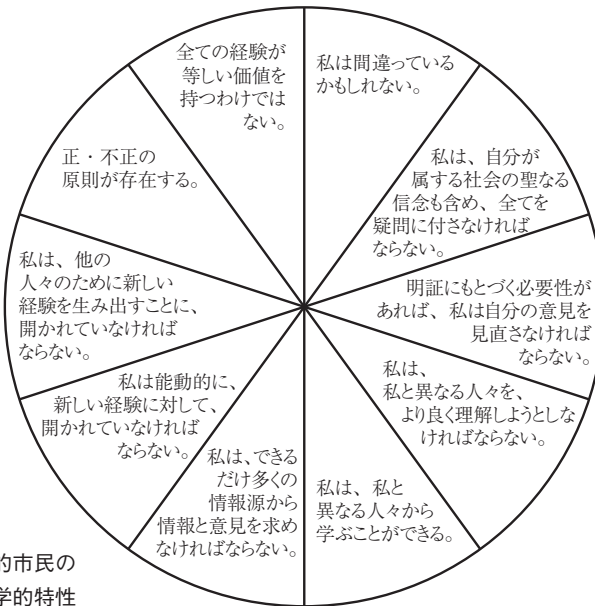 私は間違っている
かもしれない。
私は、自分が
属する社会の聖なる
信念も含め、全てを
疑問に付さなければ
ならない。
明証にもとづく必要性が
あれば、私は自分の意見を
見直さなければ
ならない。
私は、
私と異なる人々を、
より良く理解しようとしな
ければならない。
私は、私と
異なる人々から
学ぶことができる。
私は、できる
だけ多くの
情報源から
情報と意見を求め
なければならない。
私は能動的に、
新しい経験に対して、
開かれていなければ
ならない。
私は、他の
人々のために新しい
経験を生み出すことに、
開かれていなければ
ならない。
正・不正の
原則が存在する。
全ての経験が
等しい価値を
持つわけでは
ない。
的市民の
学的特性